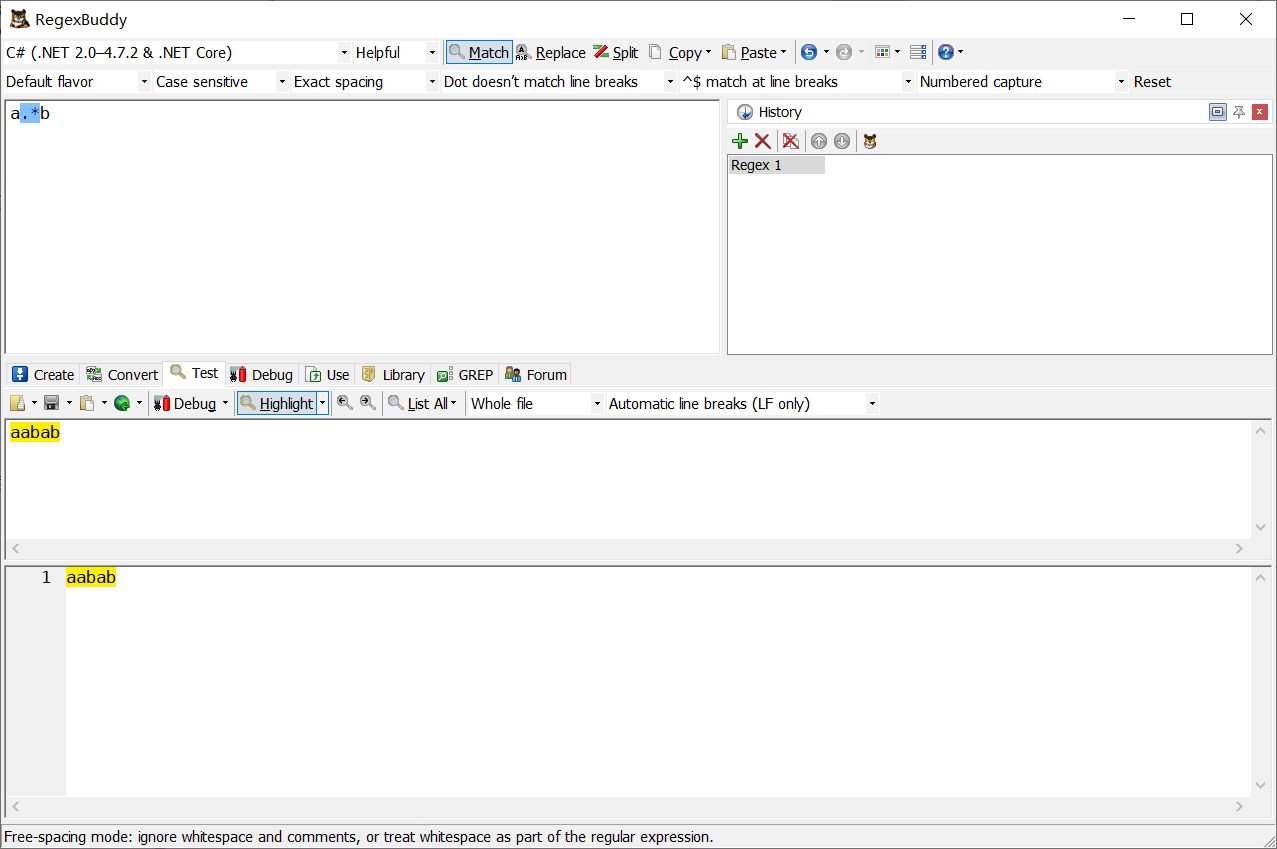 RegexBuddy
C# (.NET 2.0–4.7.2 & .NET Core) Helpful Match Replace Split Copy Paste
Default flavor Case sensitive Exact spacing Dot doesn’t match line breaks ^$ match at line breaks Numbered capture Reset
a.*b
History
Regex 1
Create Convert Test Debug Use Library GREP Forum
Debug Highlight List All Whole file Automatic line breaks (LF only)
aabab
1 aabab
Free-spacing mode: ignore whitespace and comments, or treat whitespace as part of the regular expression.